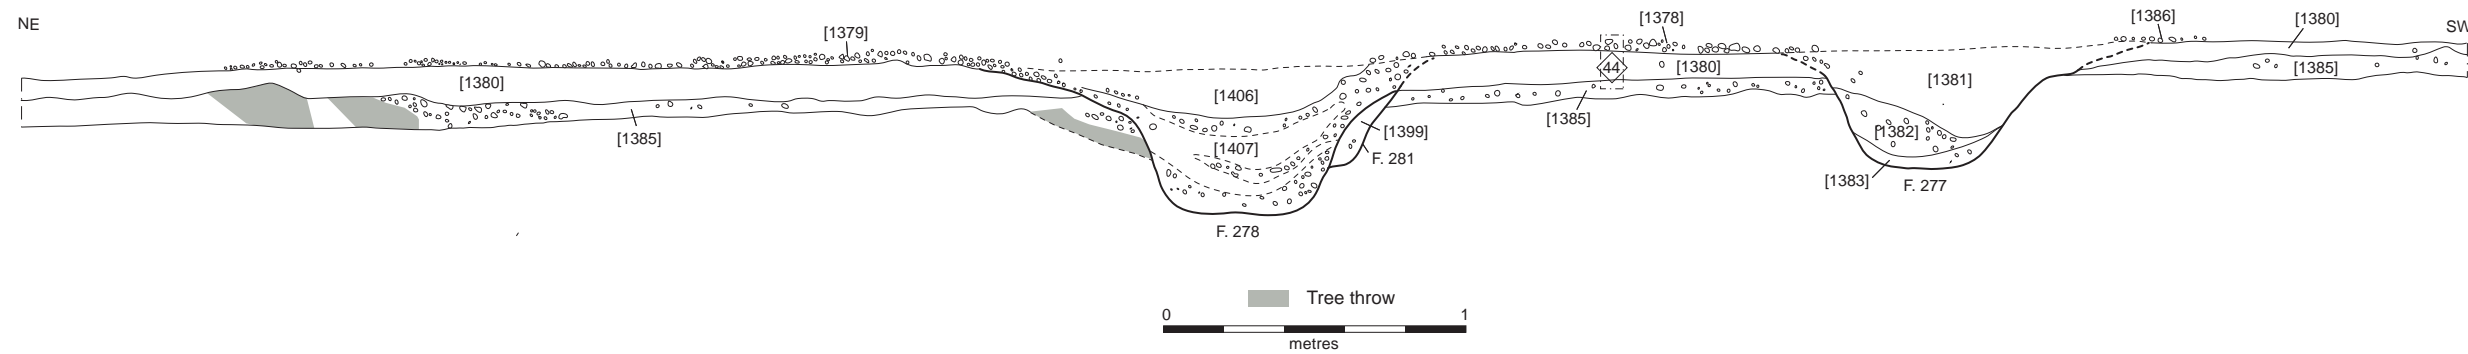 NE
[1379]
[1378]
[1386]
[1380]
SW
[1380]
[1406]
44
[1380]
[1381]
[1385]
[1385]
[1407]
[1385]
[1399]
F. 281
[1382]
[1383]
F. 277
F. 278
Tree throw
0 1
metres